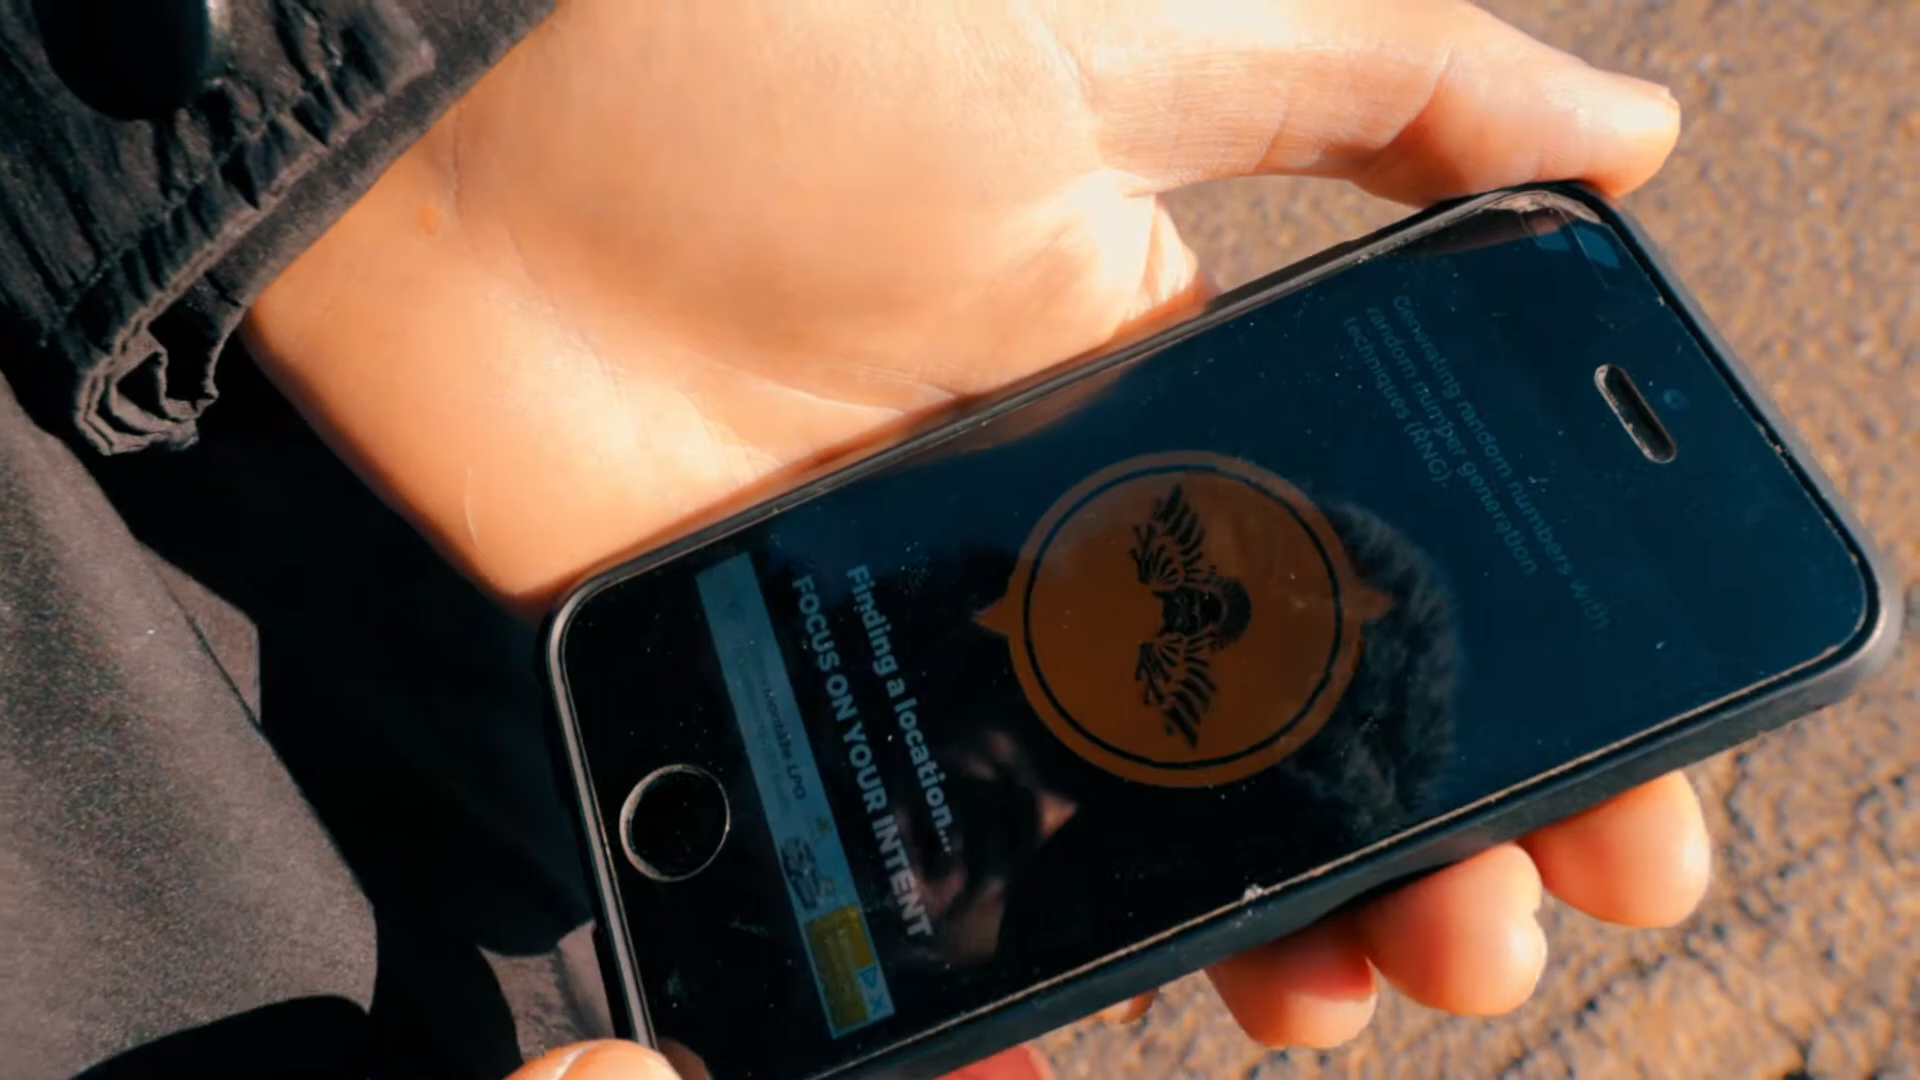 Generating random numbers with
random number generation
techniques (RNG).
Finding a location...
FOCUS ON YOUR INTENT